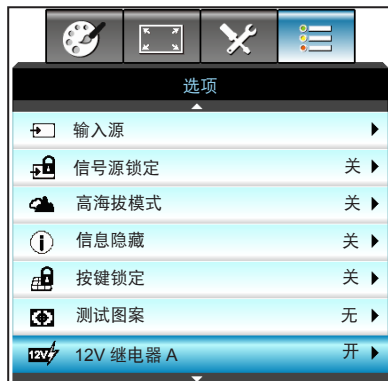 选项
输入源
信号源锁定 关
高海拔模式 关
信息隐藏 关
按键锁定 关
测试图案 无
12V 12V 继电器 A 开